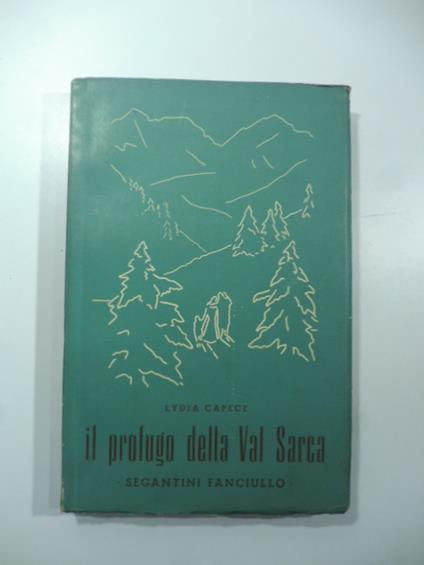 LYDIA CAPECE
il profugo della Val Sarca
· SEGANTINI FANCIULLO ·